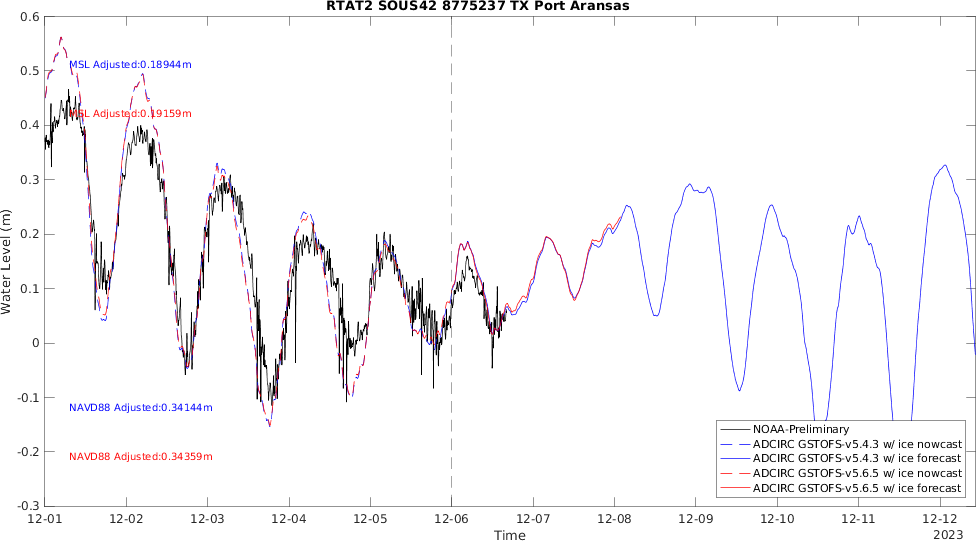 RTAT2 SOUS42 8775237 TX Port Aransas
0.6
0.5
0.4
0.3
0.2
0.1
0
-0.1
-0.2
-0.3
Water Level (m)
MSL Adjusted:0.18944m
MSL Adjusted:0.19159m
NAVD88 Adjusted:0.34144m
NAVD88 Adjusted:0.34359m
NOAA-Preliminary
ADCIRC GSTOFS-v5.4.3 w/ ice nowcast
ADCIRC GSTOFS-v5.4.3 w/ ice forecast
ADCIRC GSTOFS-v5.6.5 w/ ice nowcast
ADCIRC GSTOFS-v5.6.5 w/ ice forecast
12-01 12-02 12-03 12-04 12-05 12-06 12-07 12-08 12-09 12-10 12-11 12-12
Time
2023